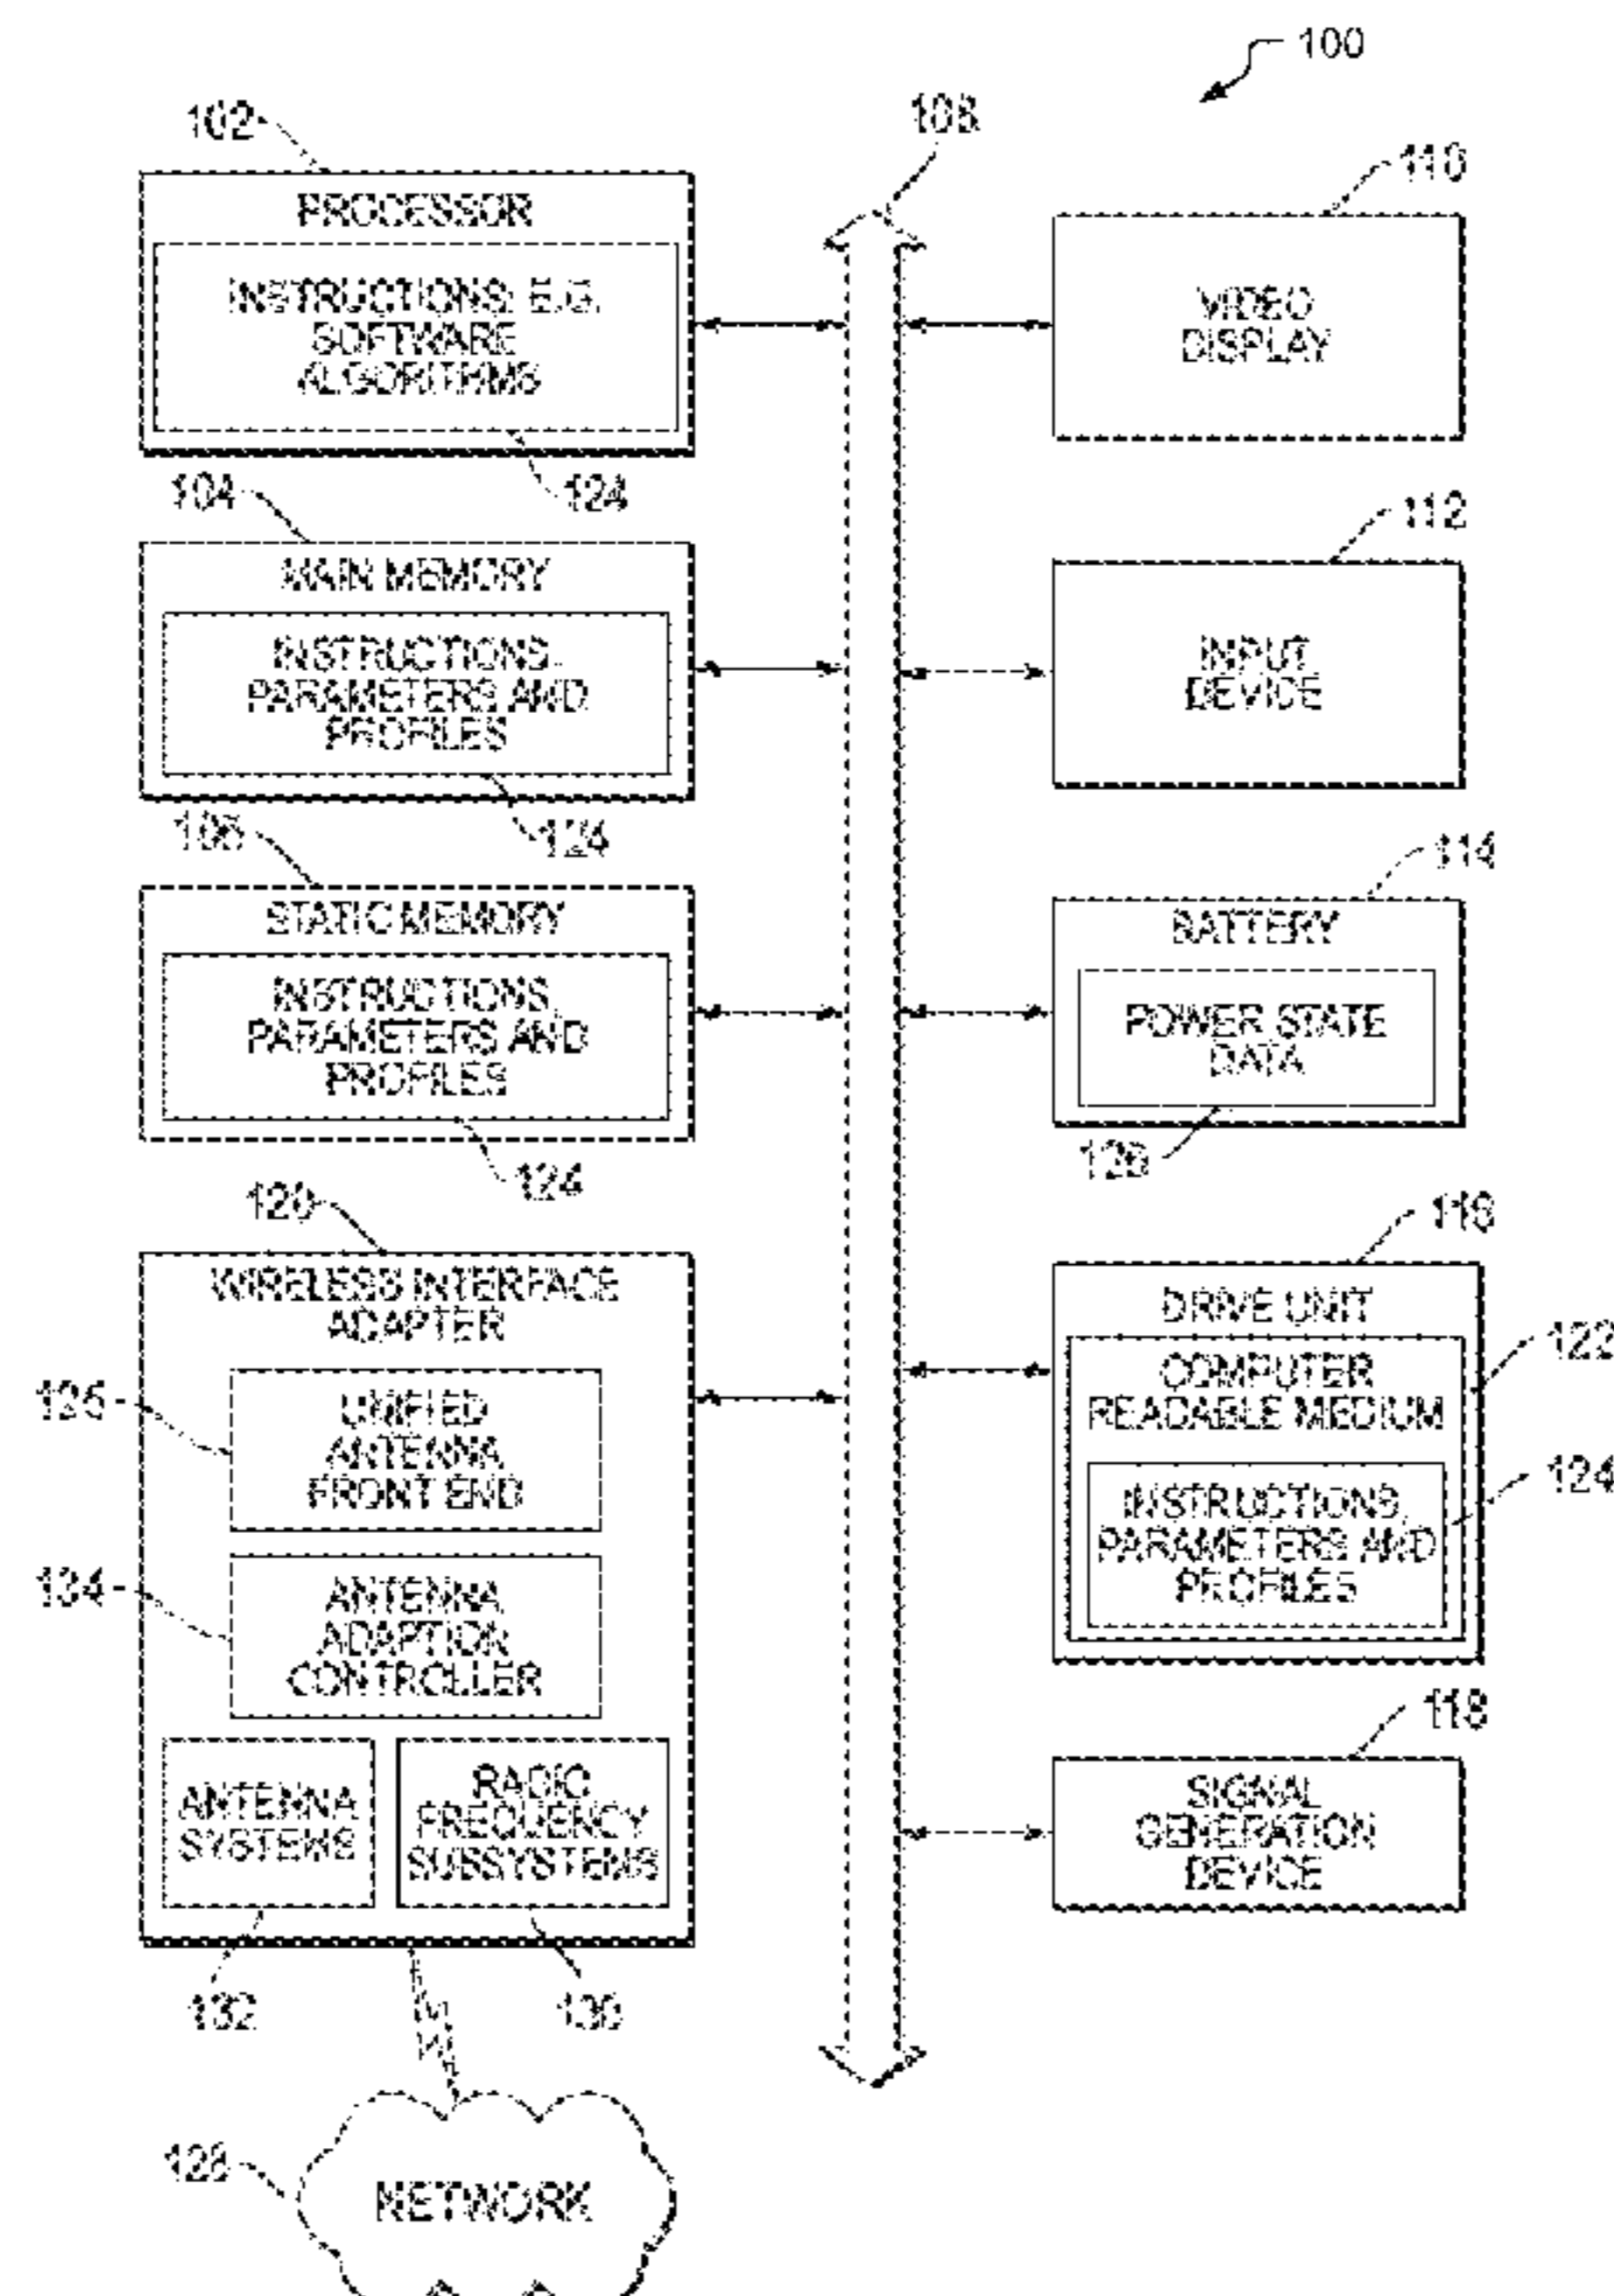 100
102
PROCESSOR
INSTRUCTIONS, E.G.
SOFTWARE
ALGORITHMS
124
104
MAIN MEMORY
INSTRUCTIONS,
PARAMETERS AND
PROFILES
124
106
STATIC MEMORY
INSTRUCTIONS,
PARAMETERS AND
PROFILES
124
120
WIRELESS INTERFACE
ADAPTER
125
UNIFIED
ANTENNA
FRONT END
134
ANTENNA
ADAPTION
CONTROLLER
ANTENNA
SYSTEMS
RADIO
FREQUENCY
SUBSYSTEMS
132
130
128
NETWORK
108
110
VIDEO
DISPLAY
112
INPUT
DEVICE
114
BATTERY
POWER STATE
DATA
126
116
DRIVE UNIT
122
COMPUTER
READABLE MEDIUM
124
INSTRUCTIONS,
PARAMETERS AND
PROFILES
118
SIGNAL
GENERATION
DEVICE